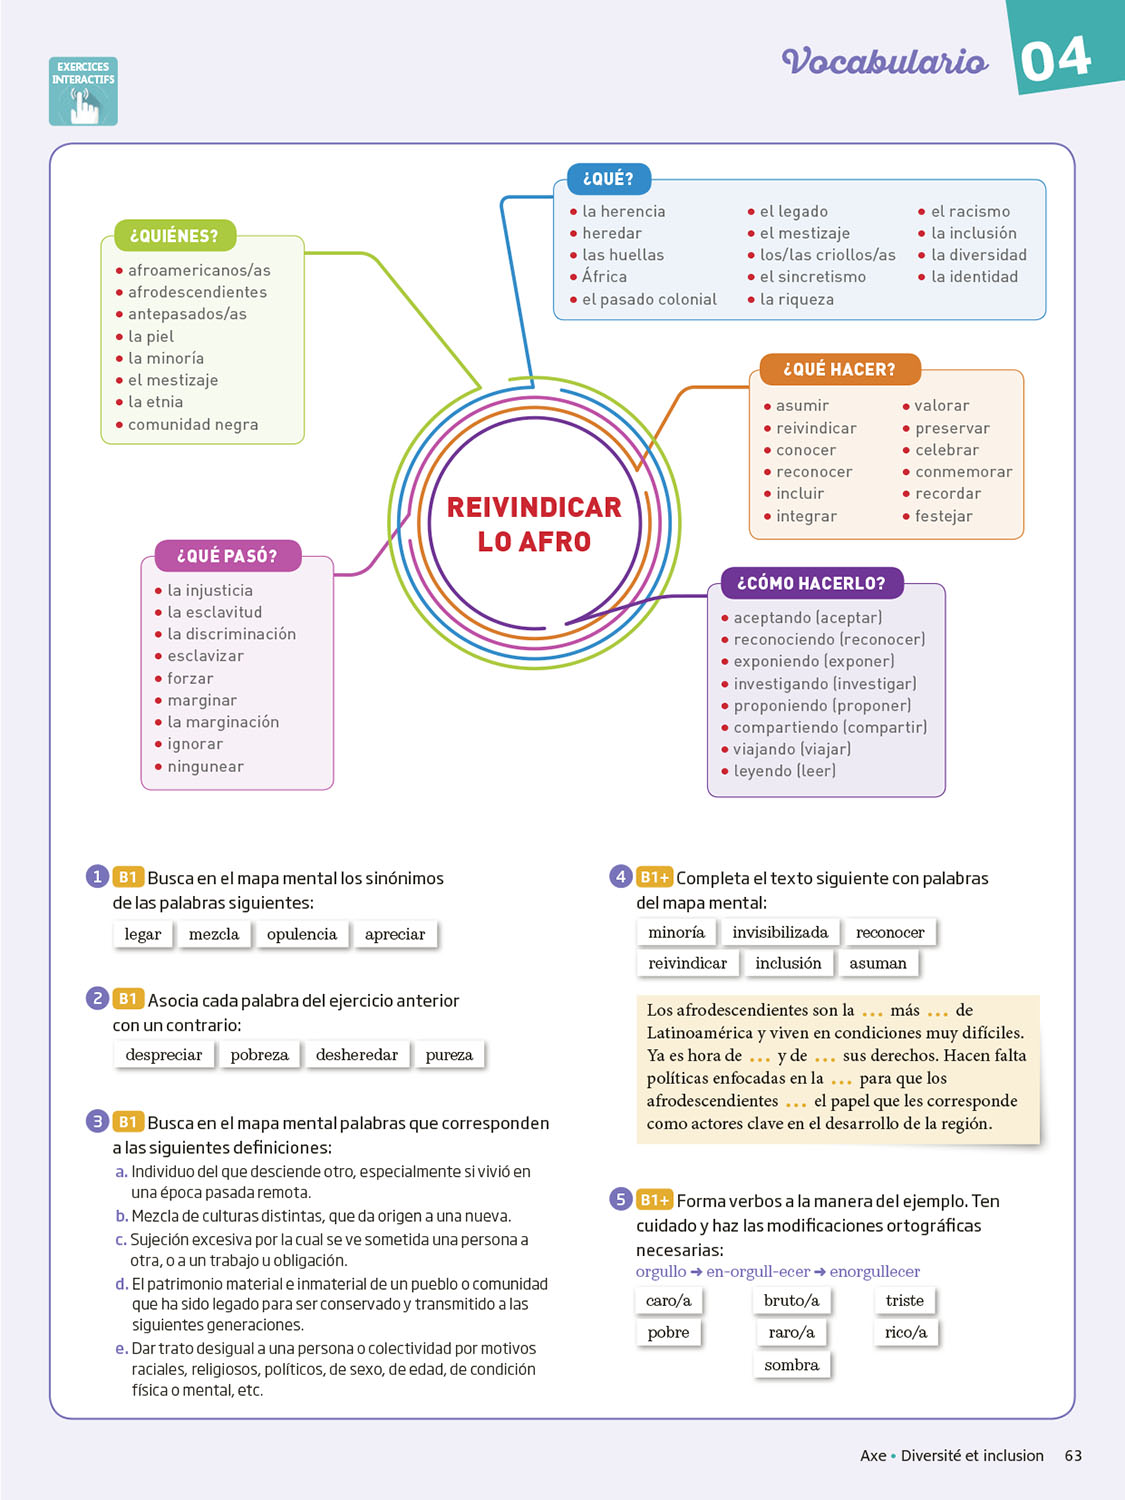 EXERCICES
INTERACTIFS
Vocabulario
04
¿QUIÉNES?
• afroamericanos/as
• afrodescendientes
• antepasados/as
• la piel
• la minoría
• el mestizaje
• la etnia
• comunidad negra
¿QUÉ?
• la herencia
• heredar
• las huellas
• África
• el pasado colonial
• el legado
• el mestizaje
• los/las criollos/as
• el sincretismo
• la riqueza
• el racismo
• la inclusión
• la diversidad
• la identidad
¿QUÉ HACER?
• asumir
• reivindicar
• conocer
• reconocer
• incluir
• integrar
• valorar
• preservar
• celebrar
• conmemorar
• recordar
• festejar
REIVINDICAR
LO AFRO
¿QUÉ PASÓ?
• la injusticia
• la esclavitud
• la discriminación
• esclavizar
• forzar
• marginar
• la marginación
• ignorar
• ningunear
¿CÓMO HACERLO?
• aceptando (aceptar)
• reconociendo (reconocer)
• exponiendo (exponer)
• investigando (investigar)
• proponiendo (proponer)
• compartiendo (compartir)
• viajando (viajar)
• leyendo (leer)
1 B1 Busca en el mapa mental los sinónimos
de las palabras siguientes:
legar mezcla opulencia apreciar
2 B1 Asocia cada palabra del ejercicio anterior
con un contrario:
despreciar pobreza desheredar pureza
3 B1 Busca en el mapa mental palabras que corresponden
a las siguientes definiciones:
a. Individuo del que desciende otro, especialmente si vivió en
una época pasada remota.
b. Mezcla de culturas distintas, que da origen a una nueva.
c. Sujeción excesiva por la cual se ve sometida una persona a
otra, o a un trabajo u obligación.
d. El patrimonio material e inmaterial de un pueblo o comunidad
que ha sido legado para ser conservado y transmitido a las
siguientes generaciones.
e. Dar trato desigual a una persona o colectividad por motivos
raciales, religiosos, políticos, de sexo, de edad, de condición
física o mental, etc.
4 B1+ Completa el texto siguiente con palabras
del mapa mental:
minoría invisibilizada reconocer
reivindicar inclusión asuman
Los afrodescendientes son la ... más ... de
Latinoamérica y viven en condiciones muy difíciles.
Ya es hora de ... y de ... sus derechos. Hacen falta
políticas enfocadas en la ... para que los
afrodescendientes ... el papel que les corresponde
como actores clave en el desarrollo de la región.
5 B1+ Forma verbos a la manera del ejemplo. Ten
cuidado y haz las modificaciones ortográficas
necesarias:
orgullo ➜ en-orgull-ecer ➜ enorgullecer
caro/a bruto/a triste
pobre raro/a rico/a
sombra
Axe • Diversité et inclusion 63